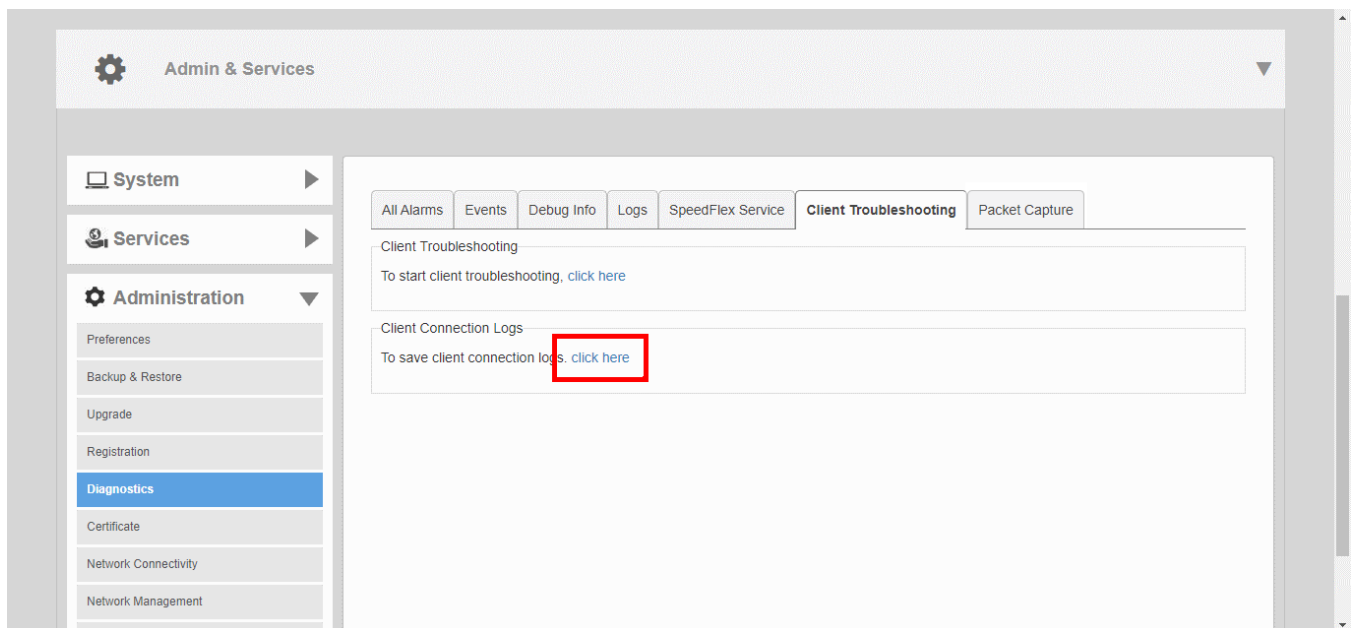 Admin & Services
System
Services
Administration
Preferences
Backup & Restore
Upgrade
Registration
Diagnostics
Certificate
Network Connectivity
Network Management
All Alarms Events Debug Info Logs SpeedFlex Service Client Troubleshooting Packet Capture
Client Troubleshooting
To start client troubleshooting, click here
Client Connection Logs
To save client connection logs. click here